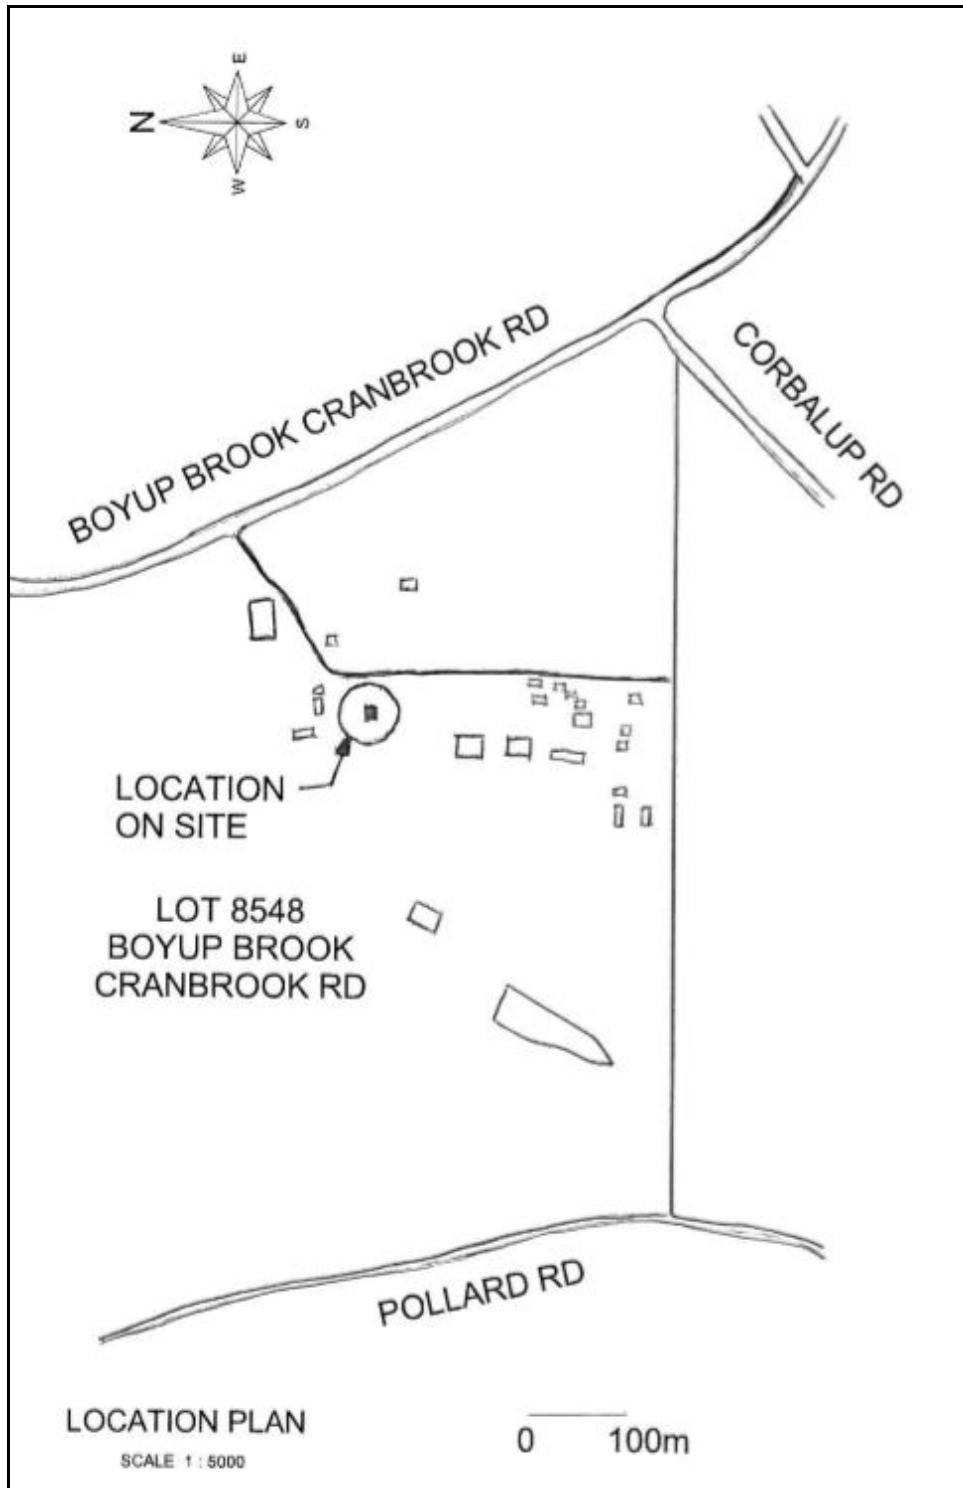 E
N
S
W
BOYUP BROOK CRANBROOK RD
CORBALUP RD
LOCATION
ON SITE
LOT 8548
BOYUP BROOK
CRANBROOK RD
POLLARD RD
LOCATION PLAN
SCALE 1 : 5000
0 100m